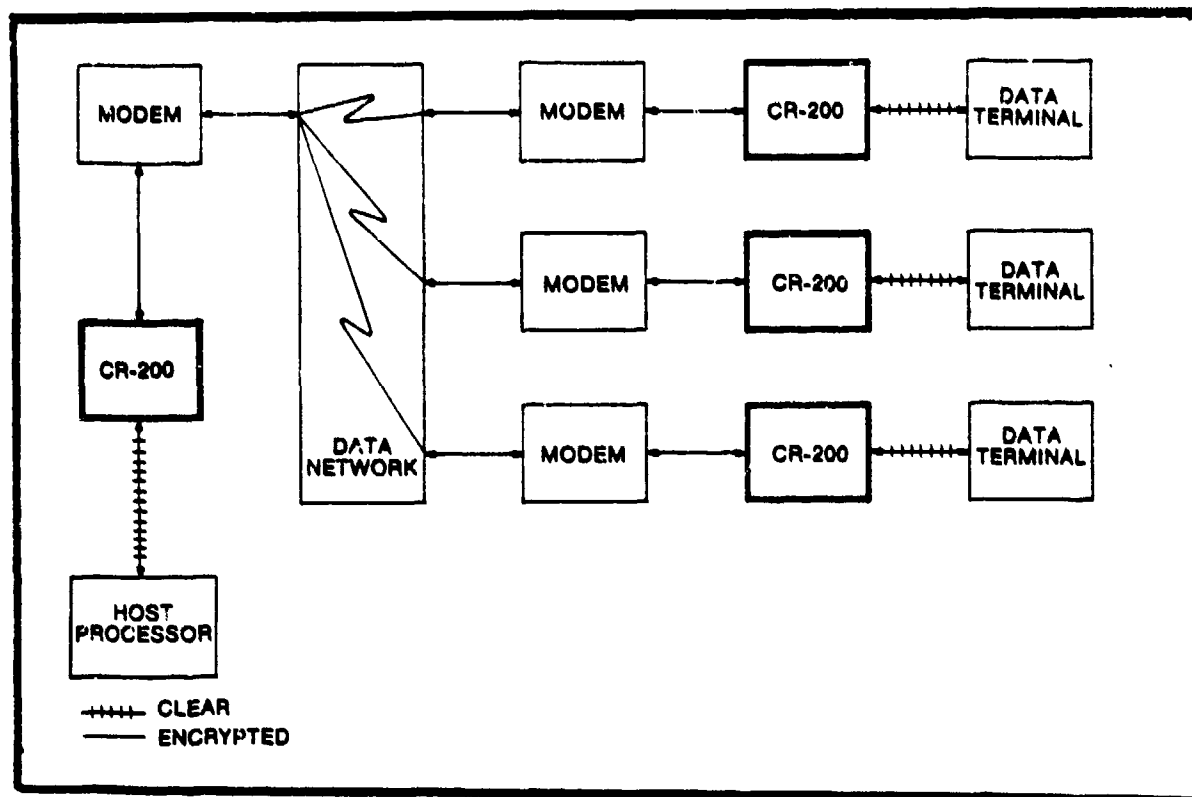 MODEM
MODEM
CR-200
DATA
TERMINAL
MODEM
CR-200
DATA
TERMINAL
CR-200
DATA
NETWORK
MODEM
CR-200
DATA
TERMINAL
HOST
PROCESSOR
CLEAR
ENCRYPTED